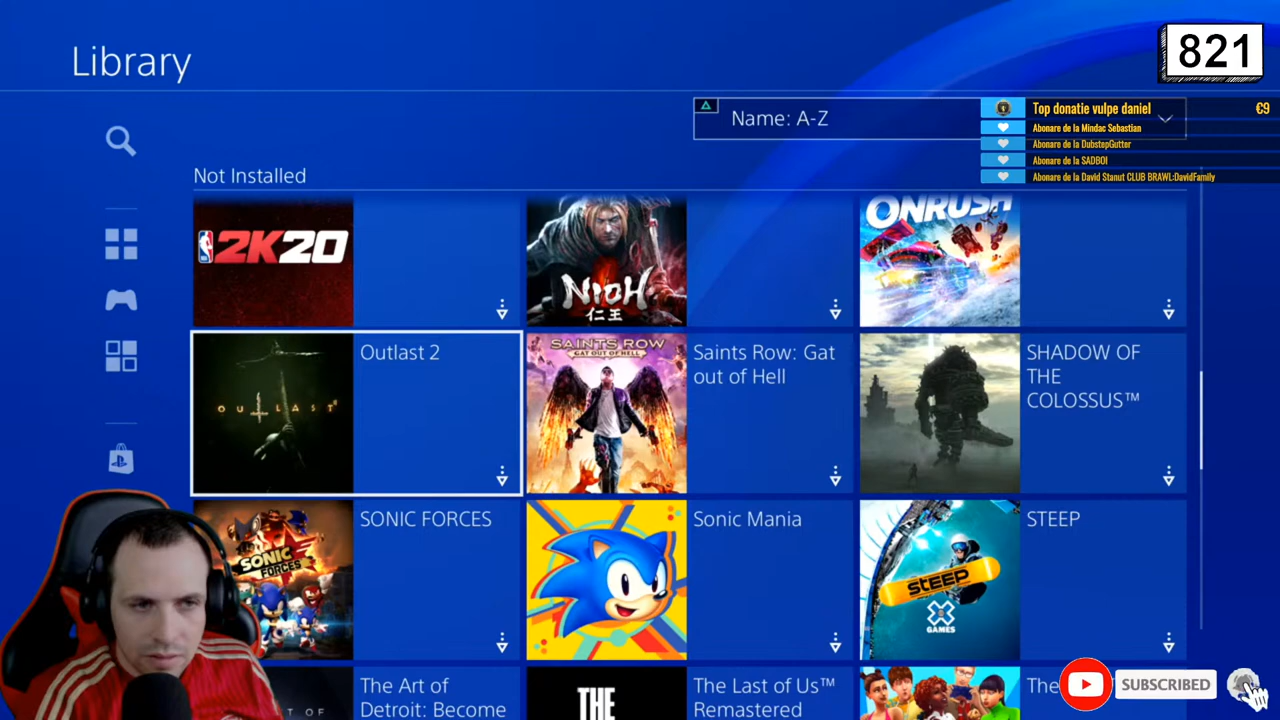 Library
821
Name: A-Z
Top donatie vulpe daniel €9
Abonare de la Mindac Sebastian
Abonare de la DubstepGutter
Abonare de la SADBOI
Abonare de la David Stanut CLUB BRAWL:DavidFamily
Not Installed
NBA 2K20
NIOH
仁王
ONRUSH
OUTLAST
Outlast 2
SAINTS ROW
GAT OUT OF HELL
Saints Row: Gat
out of Hell
SHADOW OF
THE
COLOSSUS™
SONIC
FORCES
SONIC FORCES
Sonic Mania
STEEP
X
GAMES
STEEP
The Art of
Detroit: Become
THE
The Last of Us™
Remastered
The
SUBSCRIBED